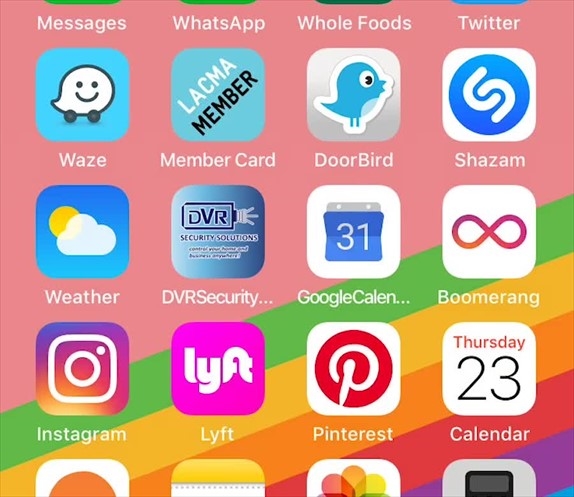 Messages
WhatsApp
Whole Foods
Twitter
LACMA
MEMBER
Waze
Member Card
DoorBird
Shazam
DVR
SECURITY SOLUTIONS
control your home and
business anywhere!
31
Weather
DVRSecurity...
GoogleCalen...
Boomerang
lyft
Thursday
23
Instagram
Lyft
Pinterest
Calendar